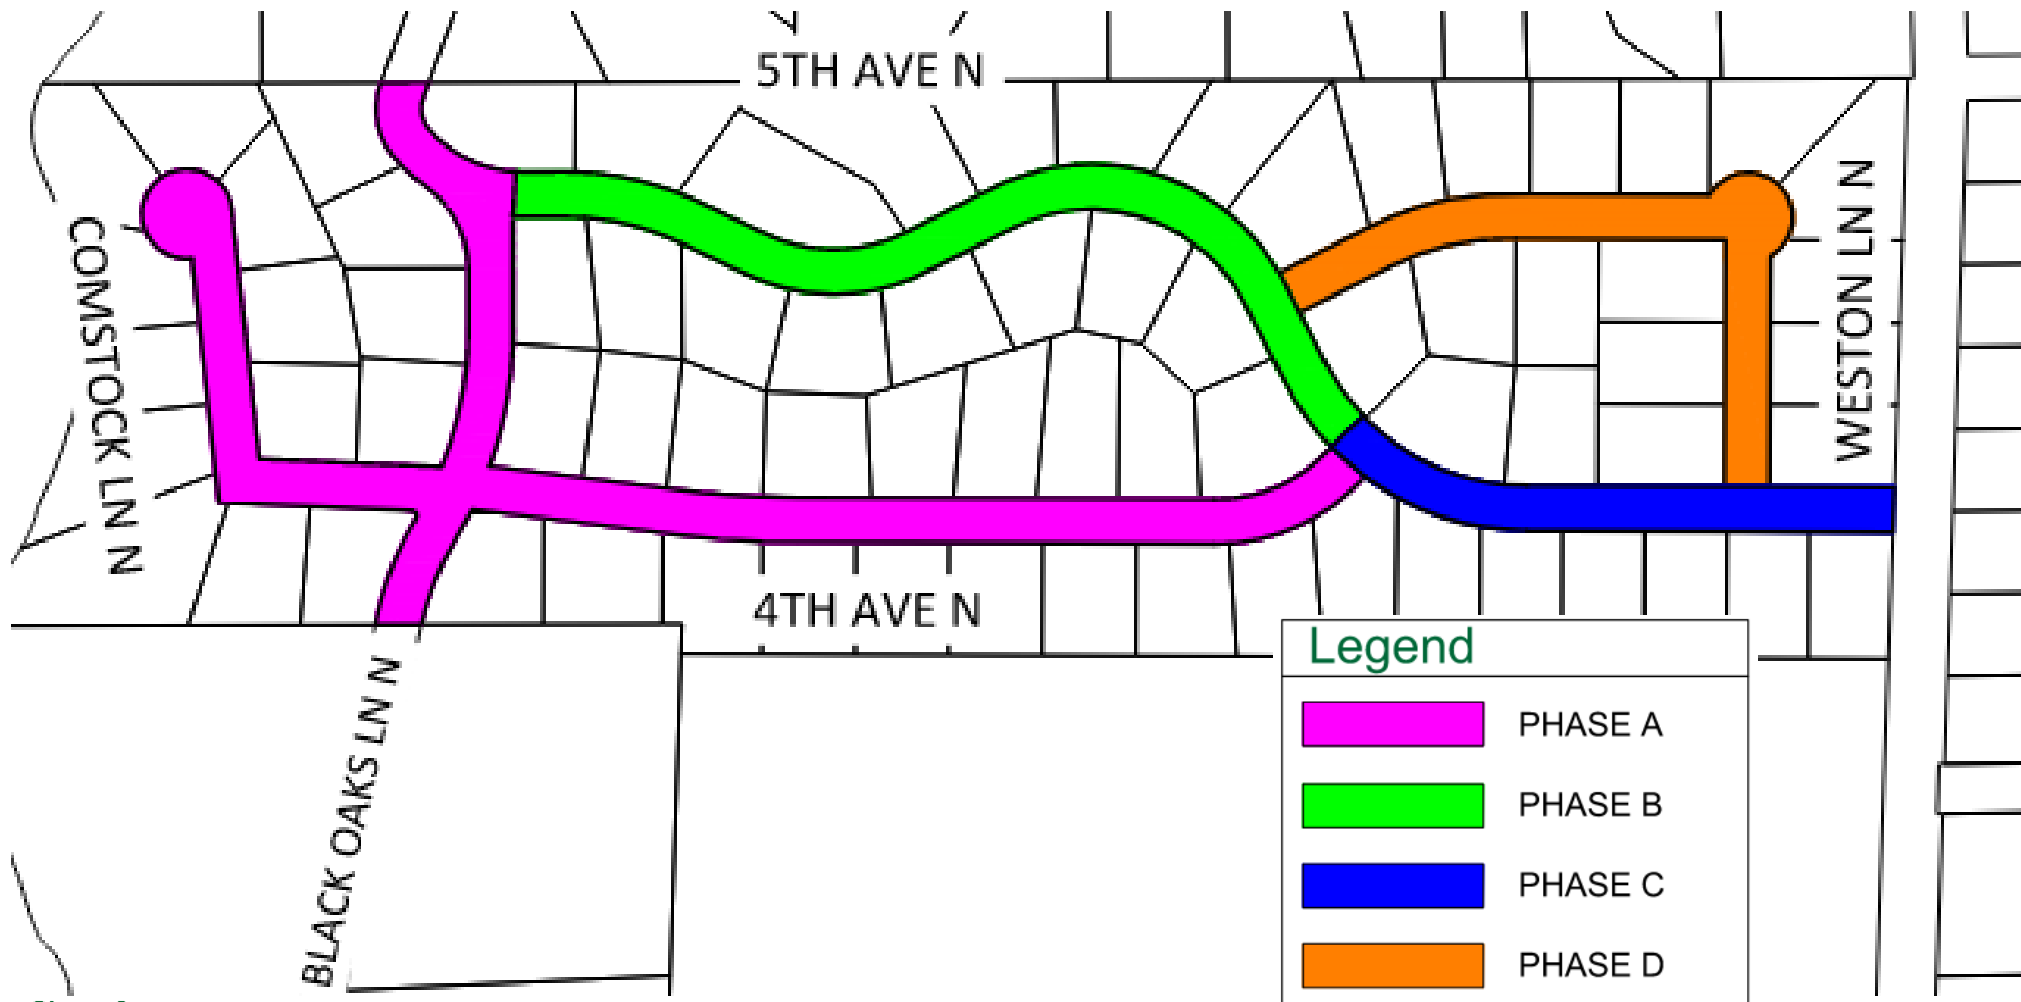 5TH AVE N
COMSTOCK LN N
WESTON LN N
4TH AVE N
BLACK OAKS LN N
Legend
PHASE A
PHASE B
PHASE C
PHASE D